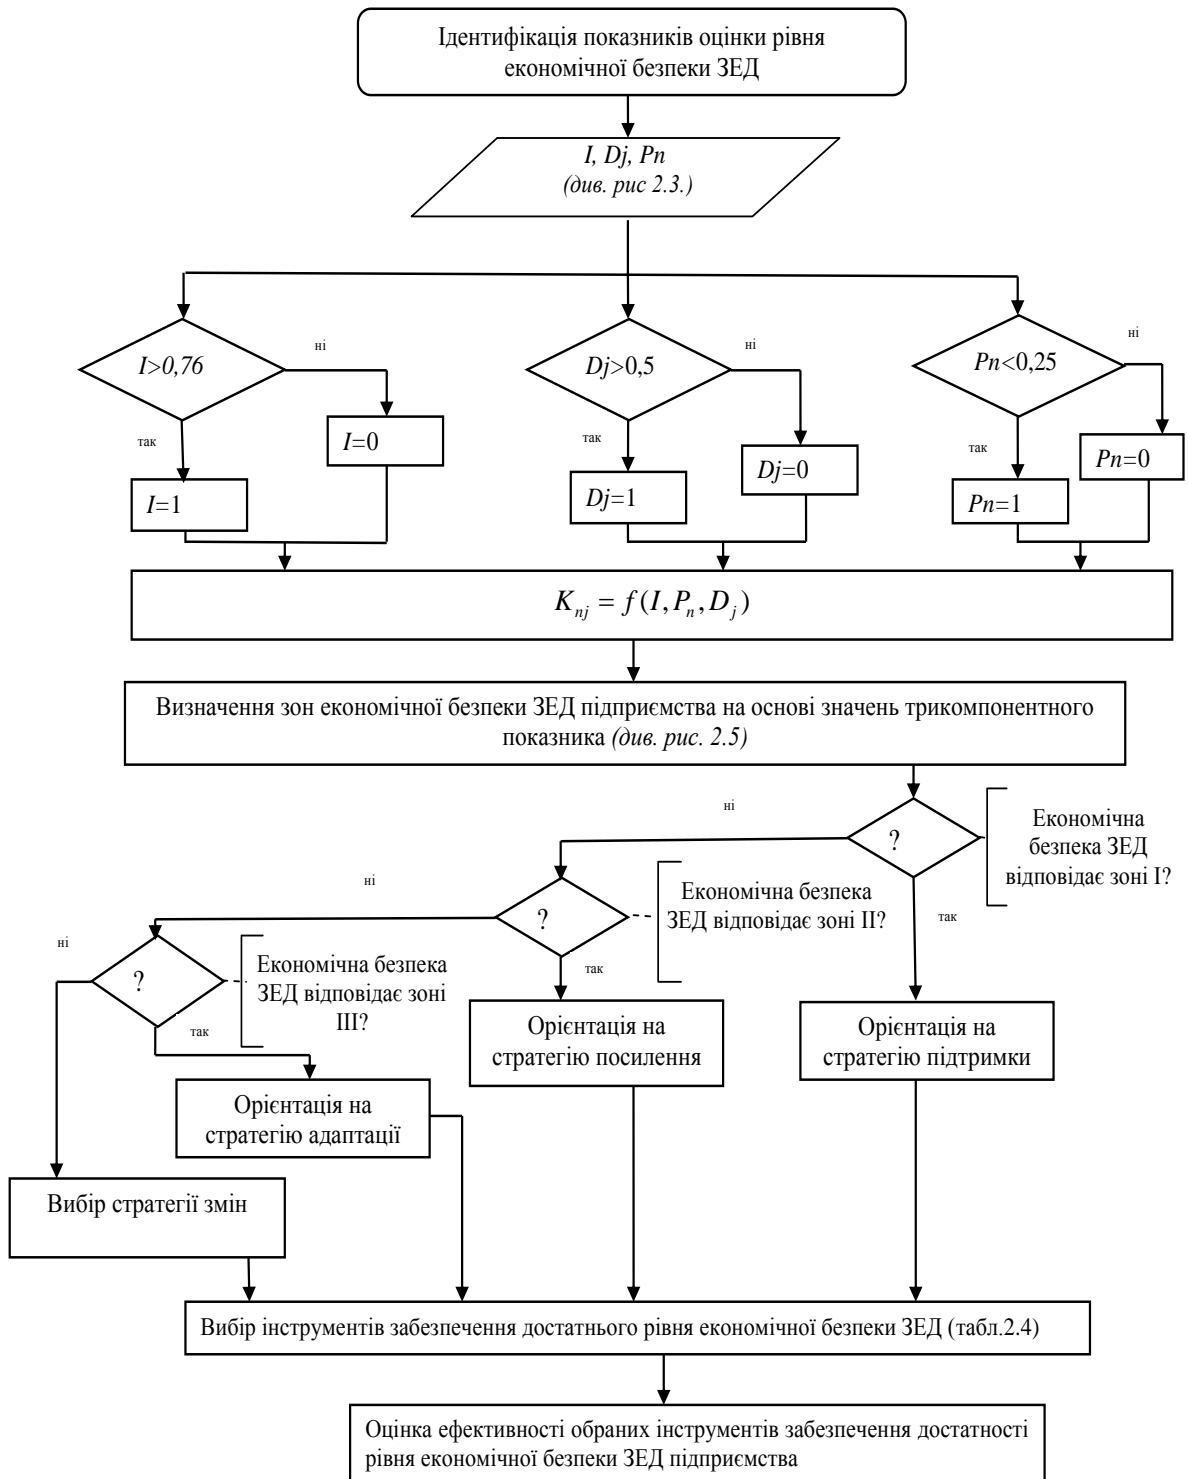 Ідентифікація показників оцінки рівня
економічної безпеки ЗЕД
I, Dj, Pn
(див. рис 2.3.)
I>0,76
ні
Dj>0,5
ні
Pn<0,25
ні
так
I=0
так
Dj=0
так
Pn=0
I=1
Dj=1
Pn=1
K_{nj} = f(I, P_n, D_j)
Визначення зон економічної безпеки ЗЕД підприємства на основі значень трикомпонентного
показника (див. рис. 2.5)
ні
?
Економічна
безпека ЗЕД
відповідає зоні І?
ні
?
Економічна безпека
ЗЕД відповідає зоні ІІ?
так
ні
?
Економічна безпека
ЗЕД відповідає зоні
ІІІ?
так
так
Орієнтація на
стратегію посилення
Орієнтація на
стратегію підтримки
Орієнтація на
стратегію адаптації
Вибір стратегії змін
Вибір інструментів забезпечення достатнього рівня економічної безпеки ЗЕД (табл.2.4)
Оцінка ефективності обраних інструментів забезпечення достатності
рівня економічної безпеки ЗЕД підприємства